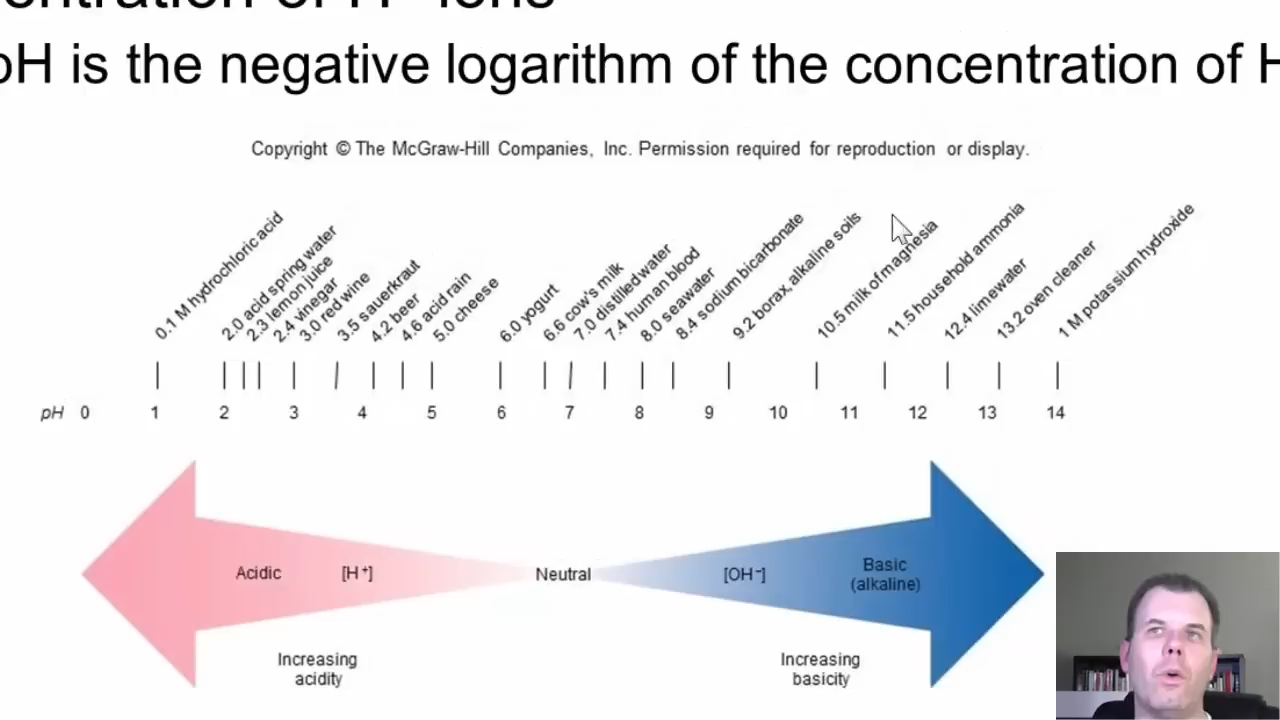 entration of H+ ions
pH is the negative logarithm of the concentration of H
Copyright © The McGraw-Hill Companies, Inc. Permission required for reproduction or display.
0.1 M hydrochloric acid
2.0 acid spring water
2.3 lemon juice
2.4 vinegar
3.0 red wine
3.5 sauerkraut
4.2 beer
4.6 acid rain
5.0 cheese
6.0 yogurt
6.6 cow's milk
7.0 distilled water
7.4 human blood
8.0 seawater
8.4 sodium bicarbonate
9.2 borax, alkaline soils
10.5 milk of magnesia
11.5 household ammonia
12.4 limewater
13.2 oven cleaner
1 M potassium hydroxide
pH 0 1 2 3 4 5 6 7 8 9 10 11 12 13 14
Acidic [H+] Neutral [OH–] Basic
(alkaline)
Increasing
acidity
Increasing
basicity